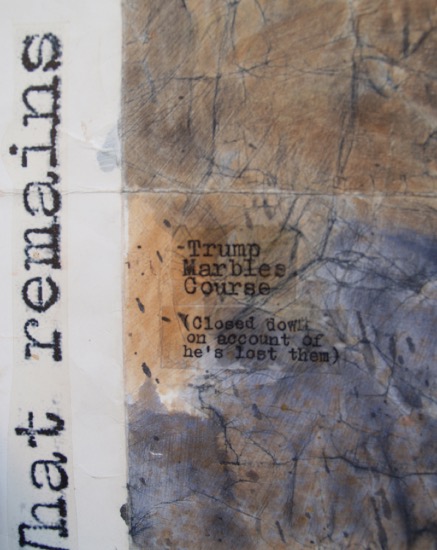 What remains
-Trump
Marbles
Course
(Closed down
on account of
he's lost them)